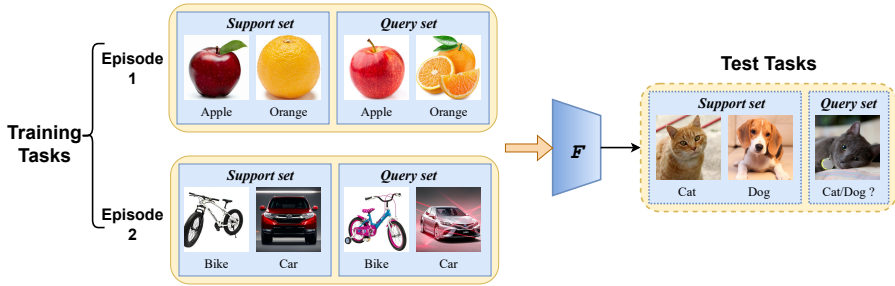 Training
Tasks
Episode
1
Support set
Apple
Orange
Query set
Apple
Orange
Episode
2
Support set
Bike
Car
Query set
Bike
Car
F
Test Tasks
Support set
Cat
Dog
Query set
Cat/Dog ?